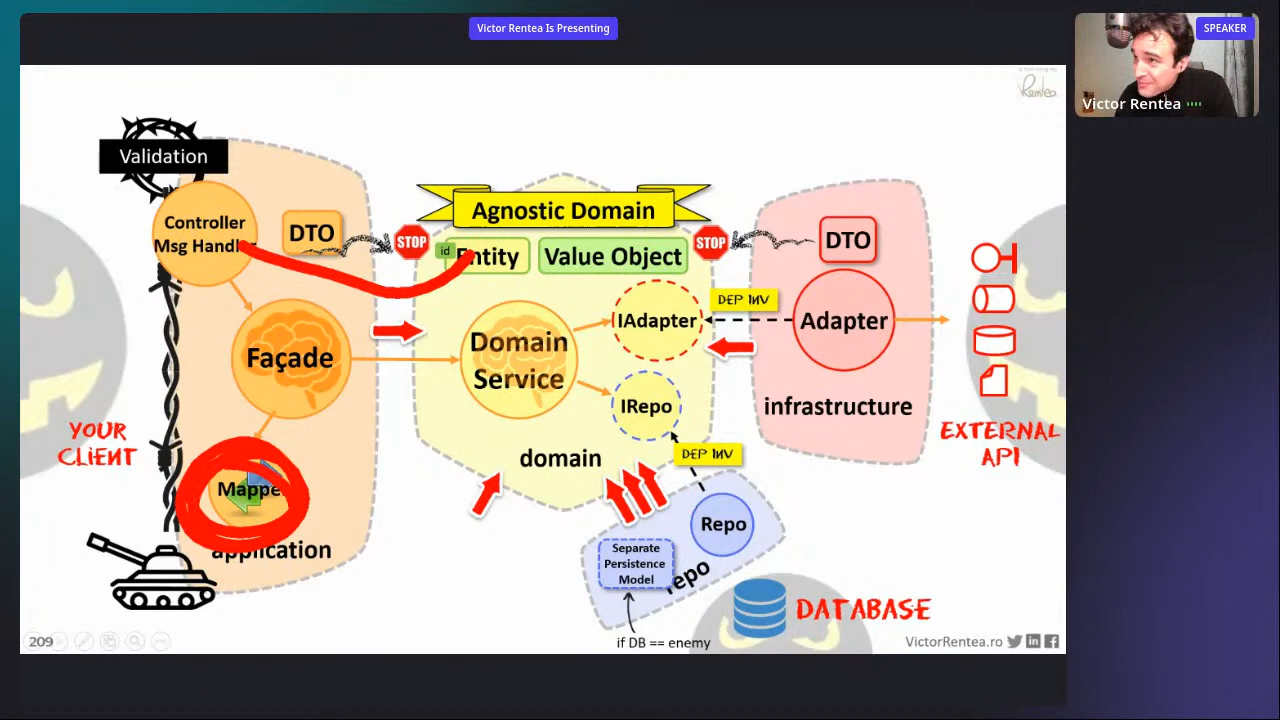 Victor Rentea Is Presenting
SPEAKER
Victor Rentea
Rentea
Validation
Controller
Msg Handler
DTO
STOP
Agnostic Domain
id
Entity
Value Object
STOP
DTO
DEP INV
IAdapter
Adapter
Domain
Service
Façade
IRepo
infrastructure
YOUR
CLIENT
EXTERNAL
API
domain
DEP INV
Mapper
application
Repo
Separate
Persistence
Model
repo
DATABASE
209
if DB == enemy
VictorRentea.ro